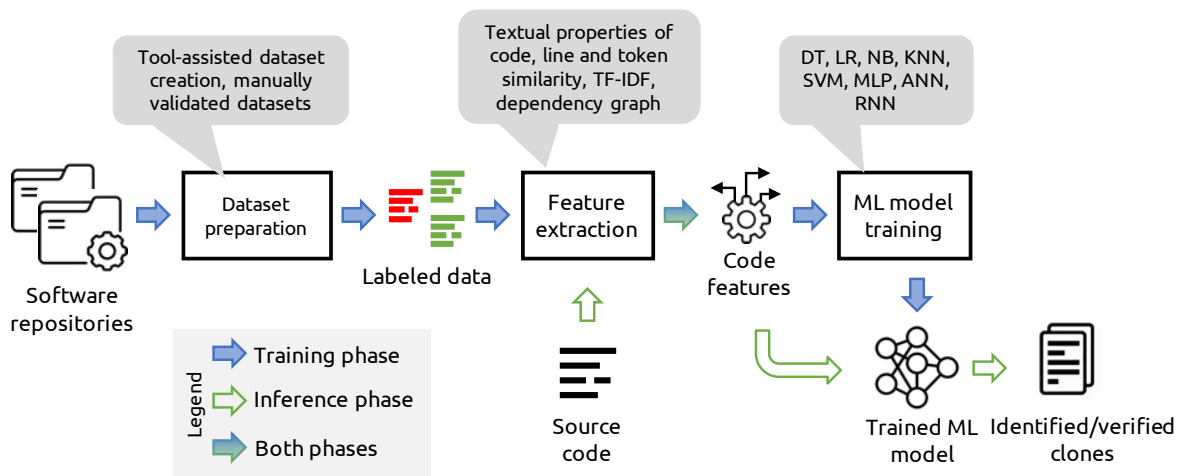 Tool-assisted dataset
creation, manually
validated datasets
Textual properties of
code, line and token
similarity, TF-IDF,
dependency graph
DT, LR, NB, KNN,
SVM, MLP, ANN,
RNN
Software
repositories
Dataset
preparation
Labeled data
Feature
extraction
Code
features
ML model
training
Source
code
Trained ML
model
Identified/verified
clones
Legend
Training phase
Inference phase
Both phases